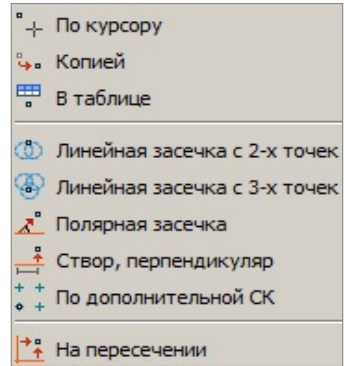 По курсору
Копией
В таблице
Линейная засечка с 2-х точек
Линейная засечка с 3-х точек
Полярная засечка
Створ, перпендикуляр
По дополнительной СК
На пересечении